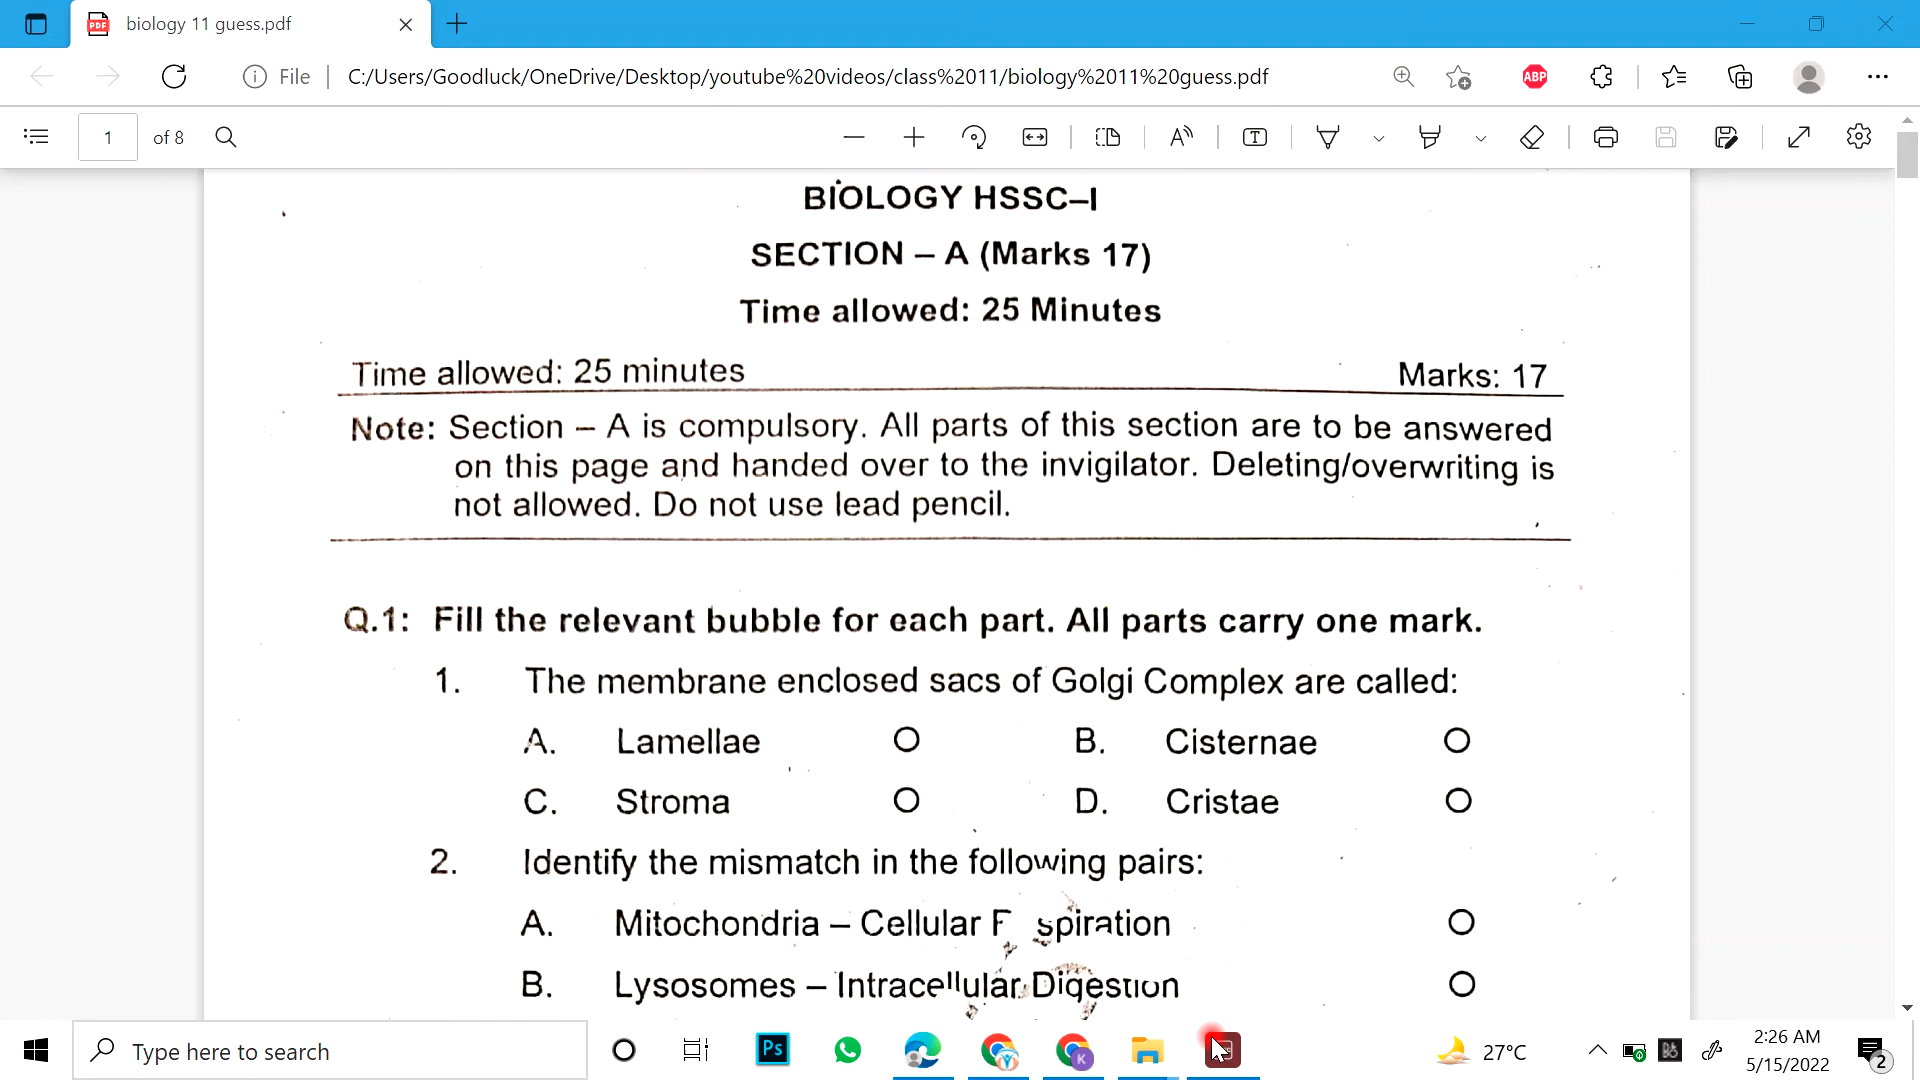 biology 11 guess.pdf
File
C:/Users/Goodluck/OneDrive/Desktop/youtube%20videos/class%2011/biology%2011%20guess.pdf
ABP
1 of 8
BIOLOGY HSSC–I
SECTION – A (Marks 17)
Time allowed: 25 Minutes
Time allowed: 25 minutes Marks: 17
Note: Section – A is compulsory. All parts of this section are to be answered
on this page and handed over to the invigilator. Deleting/overwriting is
not allowed. Do not use lead pencil.
Q.1: Fill the relevant bubble for each part. All parts carry one mark.
1. The membrane enclosed sacs of Golgi Complex are called:
A. Lamellae B. Cisternae
C. Stroma D. Cristae
2. Identify the mismatch in the following pairs:
A. Mitochondria – Cellular
B. Lysosomes – Intracellular Digestion
Type here to search
Ps
K
27°C
2:26 AM
5/15/2022
2